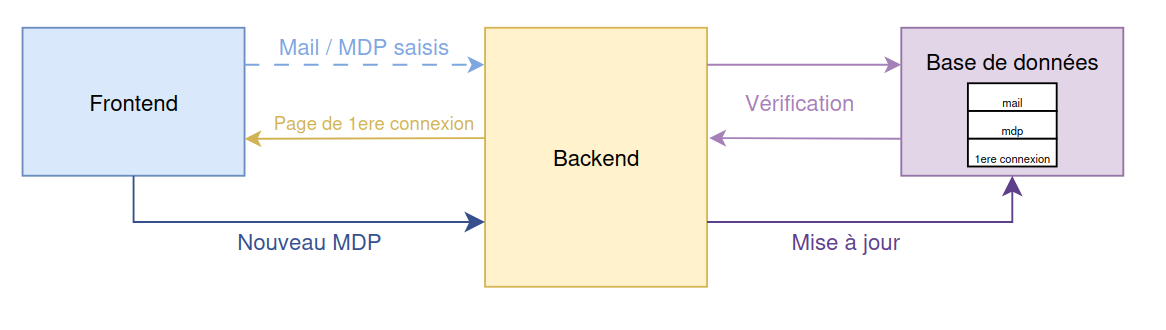 Mail / MDP saisis
Base de données
Frontend
Page de 1ere connexion
Vérification
mail
mdp
1ere connexion
Backend
Nouveau MDP
Mise à jour